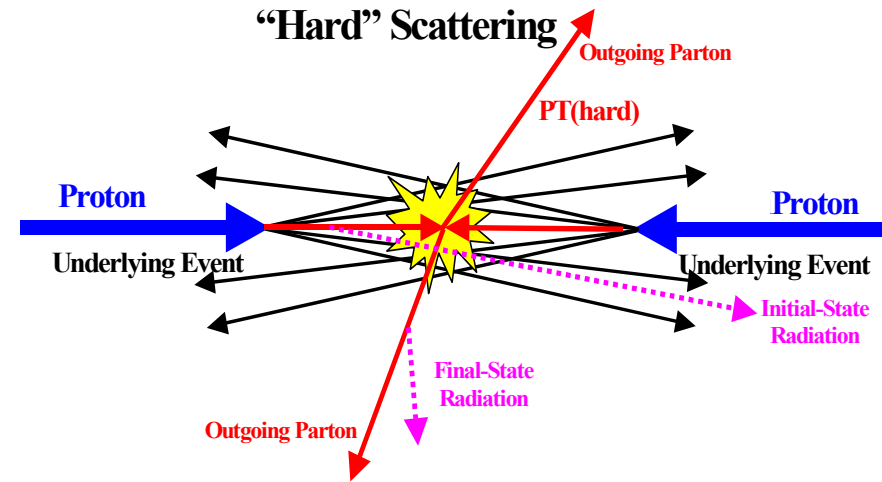 “Hard” Scattering
Outgoing Parton
PT(hard)
Proton
Proton
Underlying Event
Underlying Event
Initial-State
Radiation
Final-State
Radiation
Outgoing Parton